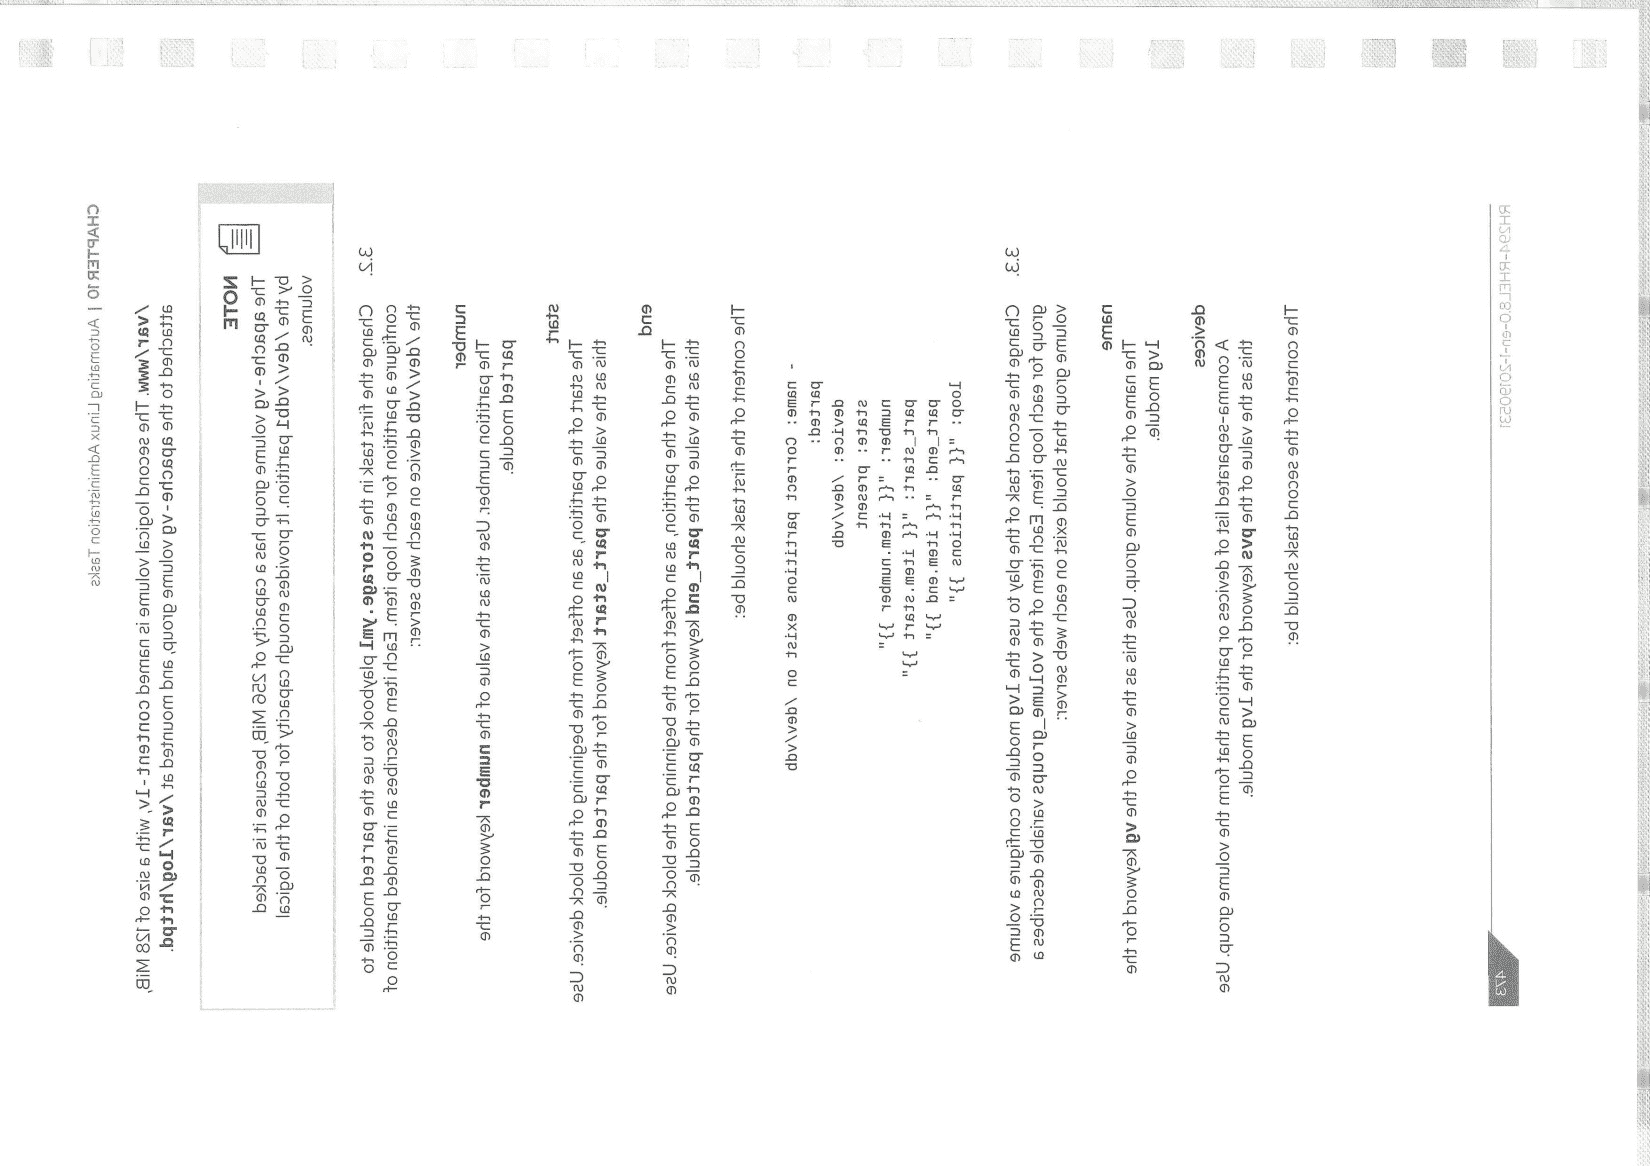 CHAPTER 10 | Automating Linux Administration Tasks
/var/www. The second logical volume is named content-lv, with a size of 128 MiB,
attached to the apache-vg volume group, and mounted at /var/log/httpd.
NOTE
The apache-vg volume group has a capacity of 256 MiB, because it is backed
by the /dev/vdb1 partition. It provides enough capacity for both of the logical
volumes.
3.2. Change the first task in the storage.yml playbook to use the parted module to
configure a partition for each loop item. Each item describes an intended partition of
the /dev/vdb device on each web server:
number
The partition number. Use this as the value of the number keyword for the
parted module.
start
The start of the partition, as an offset from the beginning of the block device. Use
this as the value of the part_start keyword for the parted module.
end
The end of the partition, as an offset from the beginning of the block device. Use
this as the value of the part_end keyword for the parted module.
The content of the first task should be:
- name: Correct partitions exist on /dev/vdb
parted:
device: /dev/vdb
state: present
number: "{{ item.number }}"
part_start: "{{ item.start }}"
part_end: "{{ item.end }}"
loop: "{{ partitions }}"
3.3. Change the second task of the play to use the lvg module to configure a volume
group for each loop item. Each item of the volume_groups variable describes a
volume group that should exist on each web server:
name
The name of the volume group. Use this as the value of the vg keyword for the
lvg module.
devices
A comma-separated list of devices or partitions that form the volume group. Use
this as the value of the pvs keyword for the lvg module.
The content of the second task should be:
RH294-RHEL8.0-en-1-20190531
473